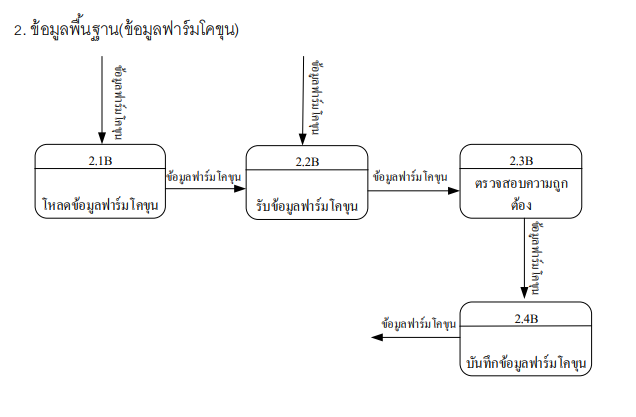 2. ข้อมูลพื้นฐาน(ข้อมูลฟาร์มโคขุน)
ข้อมูลฟาร์มโคขุน
ข้อมูลฟาร์มโคขุน
2.1B
โหลดข้อมูลฟาร์มโคขุน
ข้อมูลฟาร์มโคขุน
2.2B
รับข้อมูลฟาร์มโคขุน
ข้อมูลฟาร์มโคขุน
2.3B
ตรวจสอบความถูก
ต้อง
ข้อมูลฟาร์มโคขุน
2.4B
บันทึกข้อมูลฟาร์มโคขุน
ข้อมูลฟาร์มโคขุน